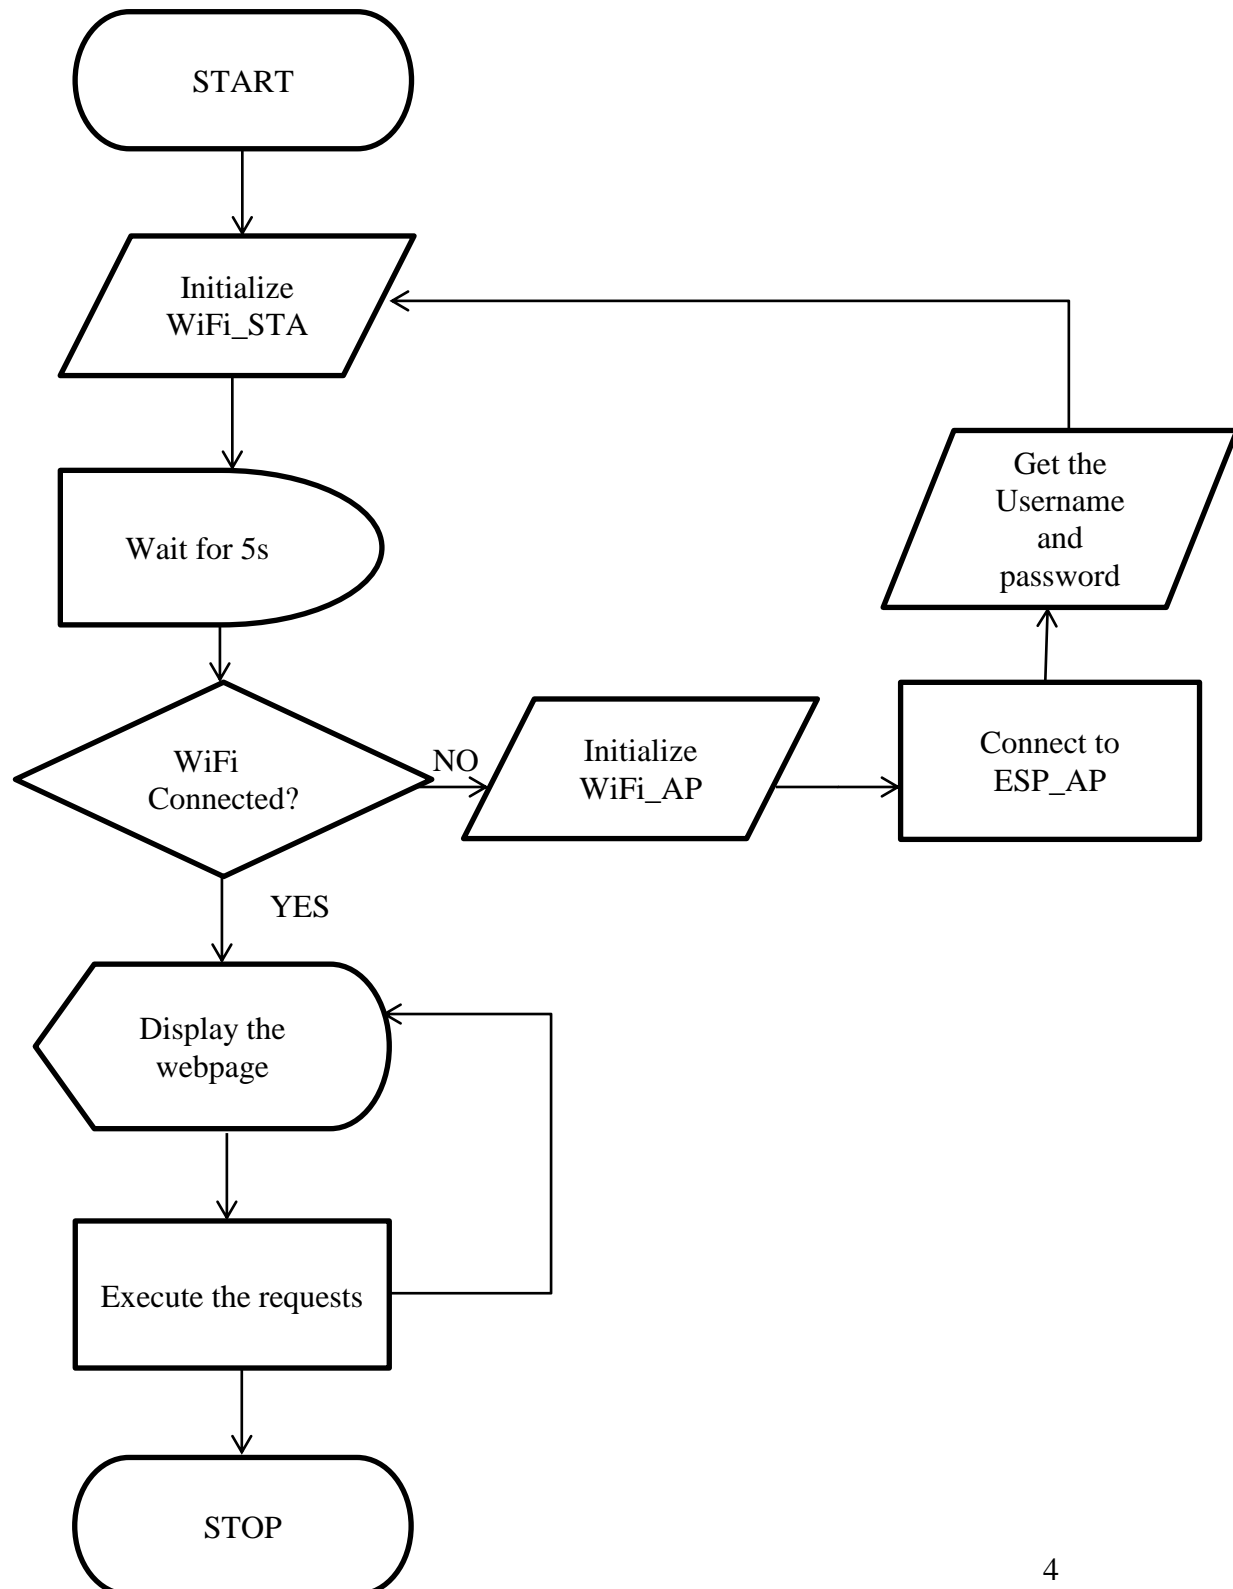 START
Initialize
WiFi_STA
Wait for 5s
WiFi
Connected?
NO
Initialize
WiFi_AP
Connect to
ESP_AP
Get the
Username
and
password
YES
Display the
webpage
Execute the requests
STOP
4